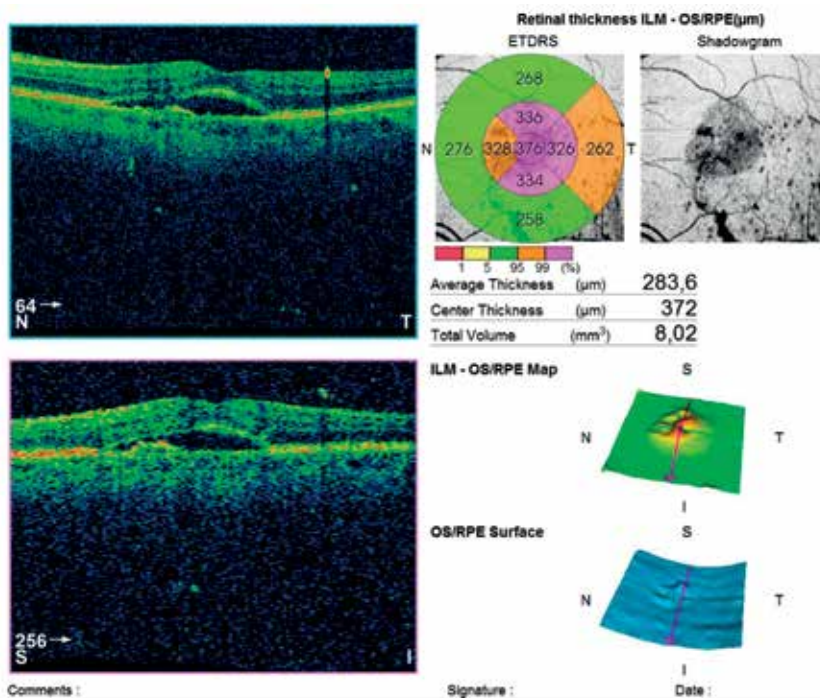 Retinal thickness ILM - OS/RPE(µm)
ETDRS Shadowgram
268
336
N 276 328 376 326 262 T
334
258
1 5 95 99 (%)
64
N T
Average Thickness (µm) 283,6
Center Thickness (µm) 372
Total Volume (mm³) 8,02
ILM - OS/RPE Map S
N T
I
OS/RPE Surface S
N T
I
256
S I
Comments : Signature : Date :